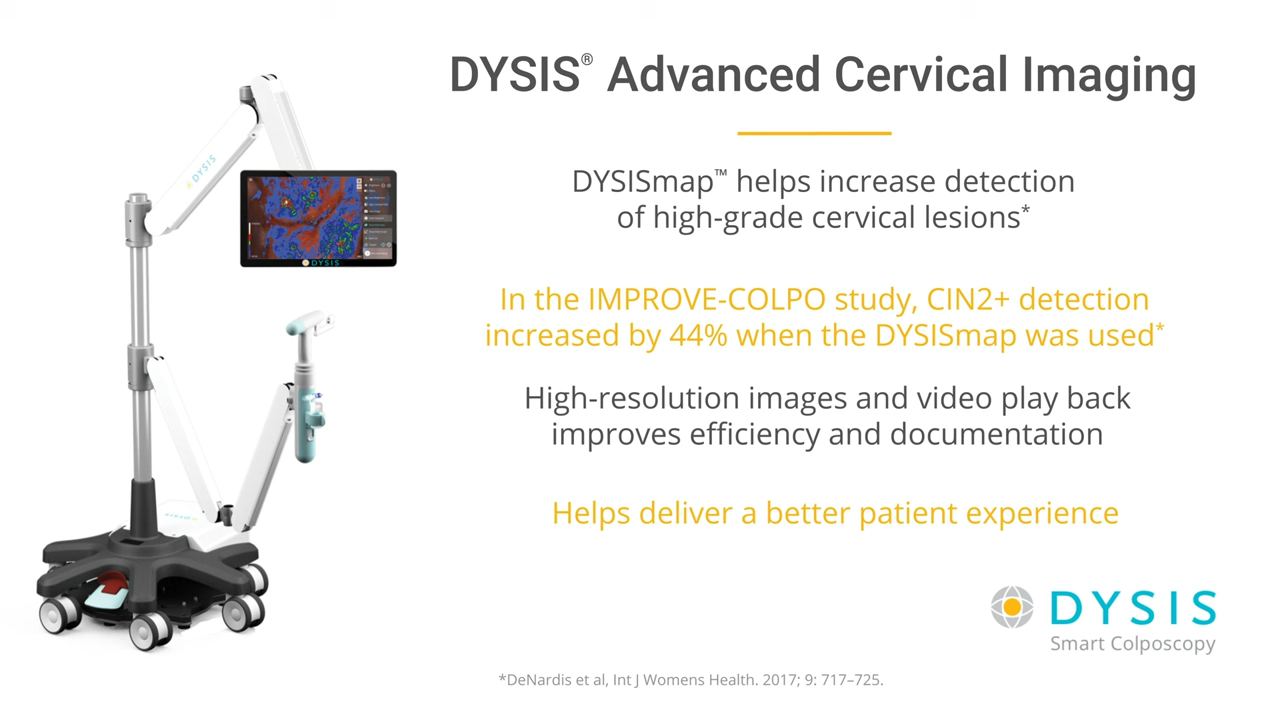 DYSIS® Advanced Cervical Imaging
DYSISmap™ helps increase detection
of high-grade cervical lesions*
In the IMPROVE-COLPO study, CIN2+ detection
increased by 44% when the DYSISmap was used*
High-resolution images and video play back
improves efficiency and documentation
Helps deliver a better patient experience
DYSIS
Smart Colposcopy
*DeNardis et al, Int J Womens Health. 2017; 9: 717–725.
DYSIS
DYSIS
DYSIS